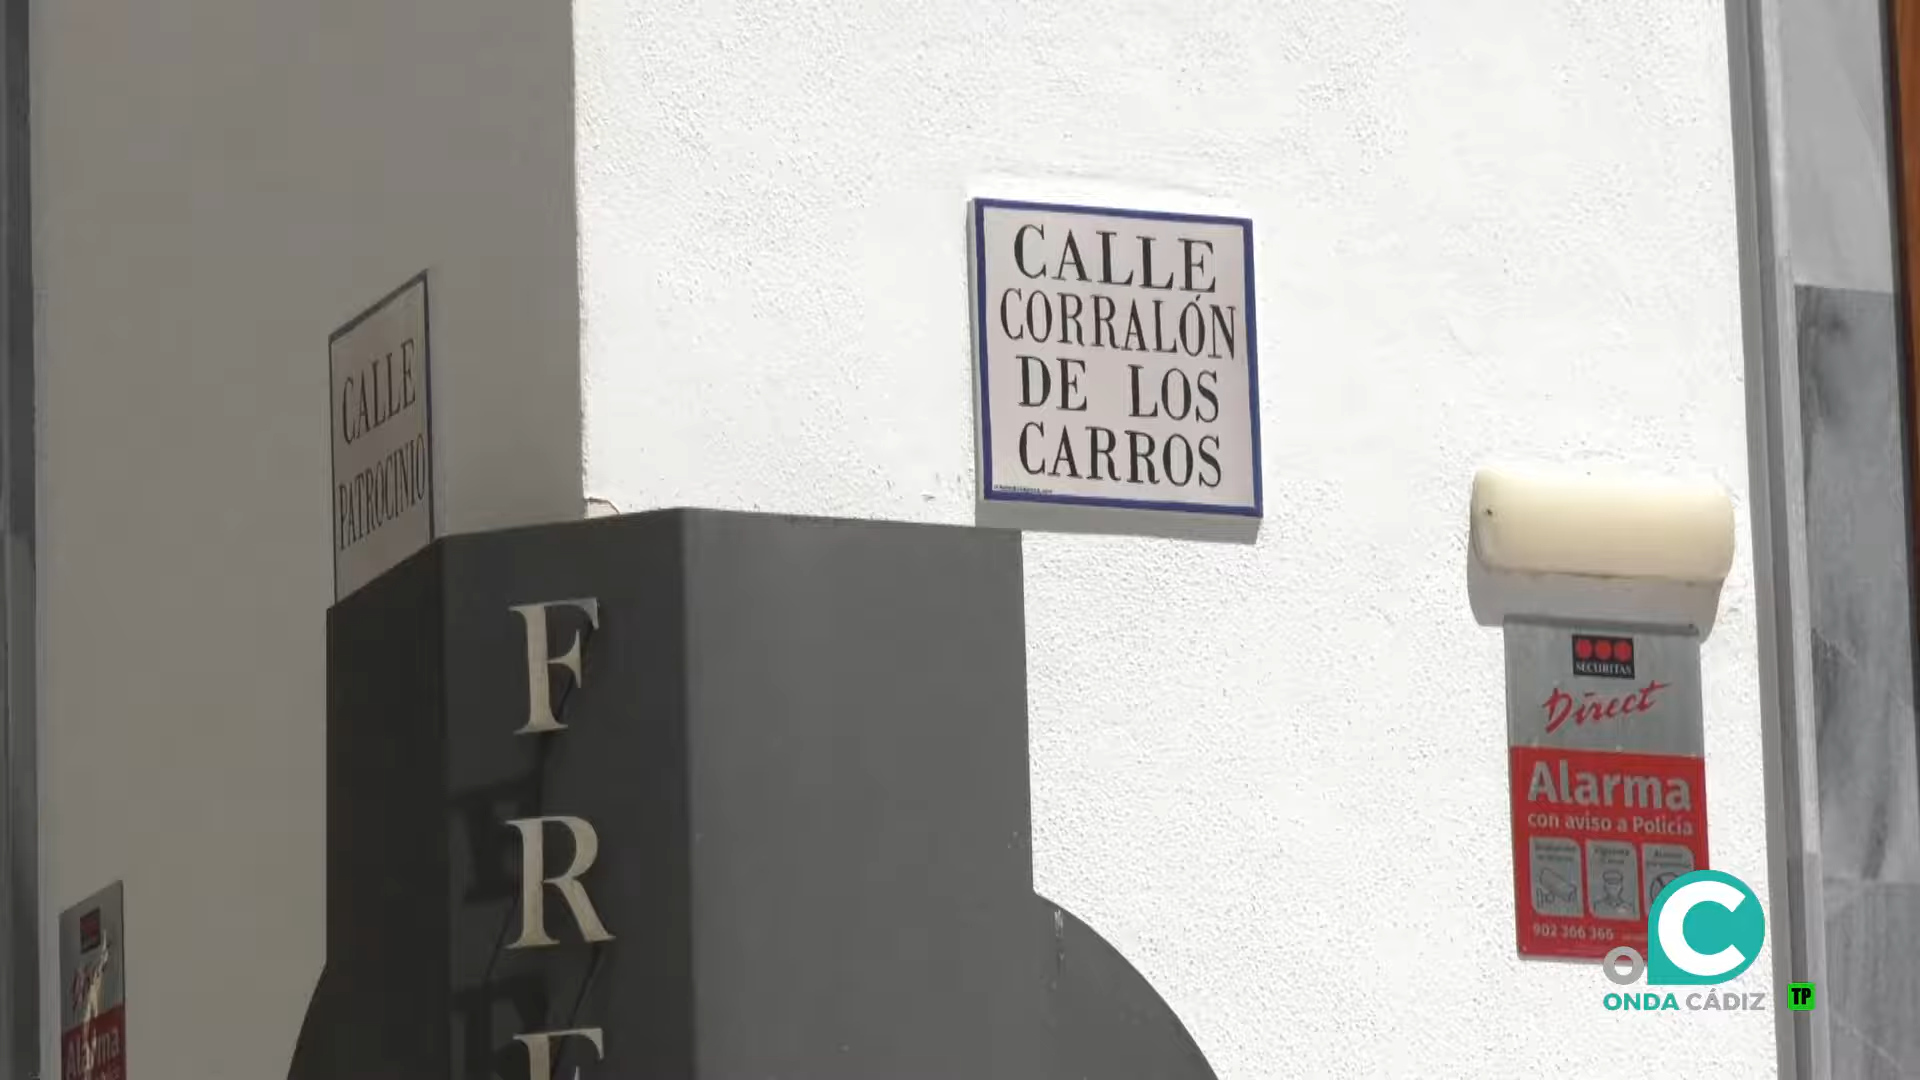 CALLE
CORRALÓN
DE LOS
CARROS
CALLE
PATROCINIO
F
R
E
SECURITAS
Direct
Alarma
con aviso a Policía
902 366 366
Alarma
ONDA CÁDIZ
TP